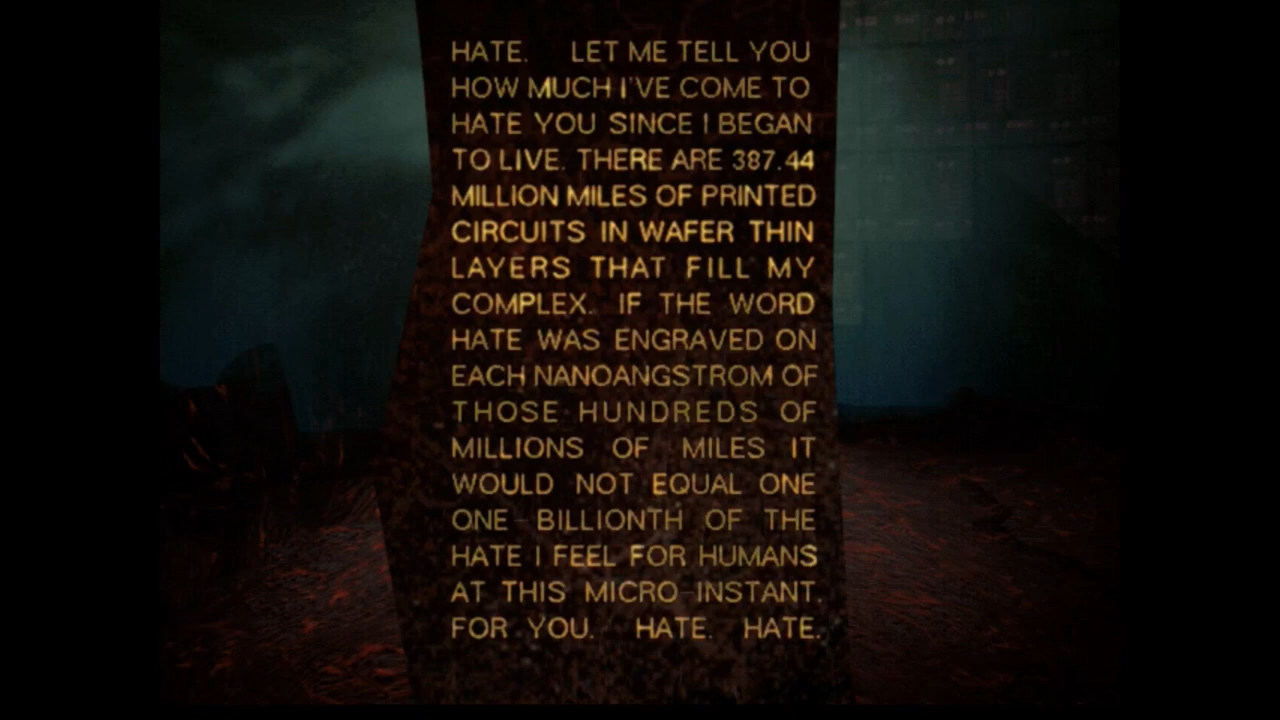 HATE. LET ME TELL YOU
HOW MUCH I'VE COME TO
HATE YOU SINCE I BEGAN
TO LIVE. THERE ARE 387.44
MILLION MILES OF PRINTED
CIRCUITS IN WAFER THIN
LAYERS THAT FILL MY
COMPLEX. IF THE WORD
HATE WAS ENGRAVED ON
EACH NANOANGSTROM OF
THOSE HUNDREDS OF
MILLIONS OF MILES IT
WOULD NOT EQUAL ONE
ONE-BILLIONTH OF THE
HATE I FEEL FOR HUMANS
AT THIS MICRO-INSTANT.
FOR YOU. HATE. HATE.